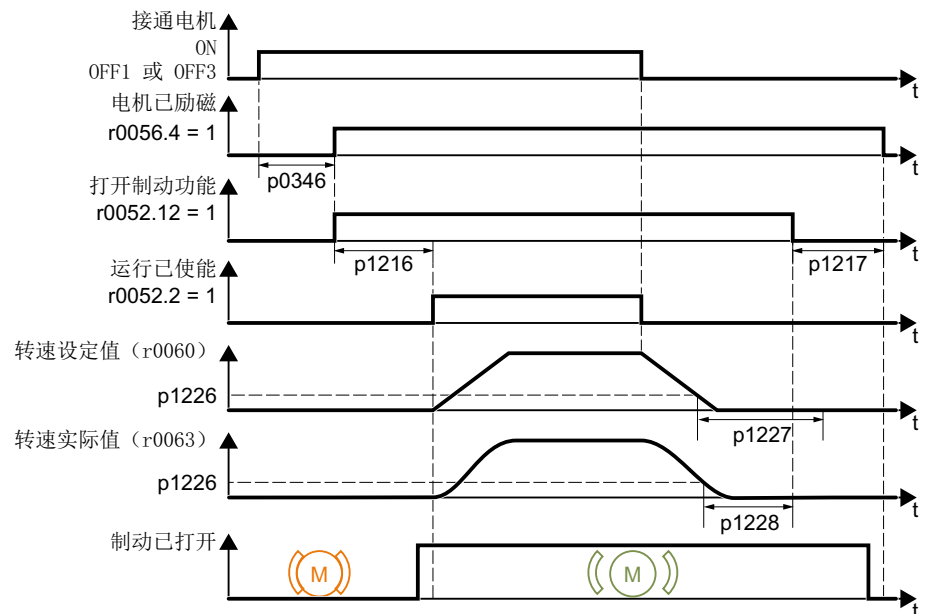 接通电机
ON
OFF1 或 OFF3
t
电机已励磁
r0056.4 = 1
t
p0346
打开制动功能
r0052.12 = 1
t
p1216
p1217
运行已使能
r0052.2 = 1
t
转速设定值（r0060）
p1226
t
p1227
转速实际值（r0063）
p1226
t
p1228
制动已打开
M
M
t